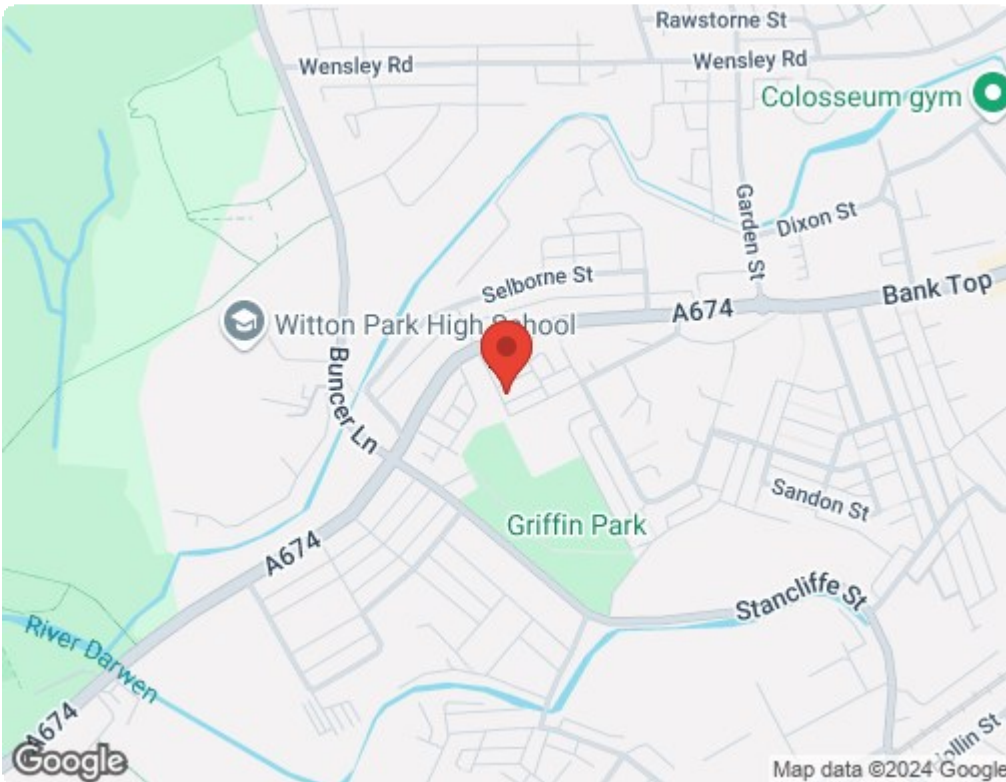 Rawstorne St
Wensley Rd
Wensley Rd
Colosseum gym
Garden St
Dixon St
Selborne St
Bank Top
A674
Witton Park High School
Buncer Ln
Sandon St
Griffin Park
A674
Stancliffe St
River Darwen
A674
Hollin St
Google
Map data ©2024 Google